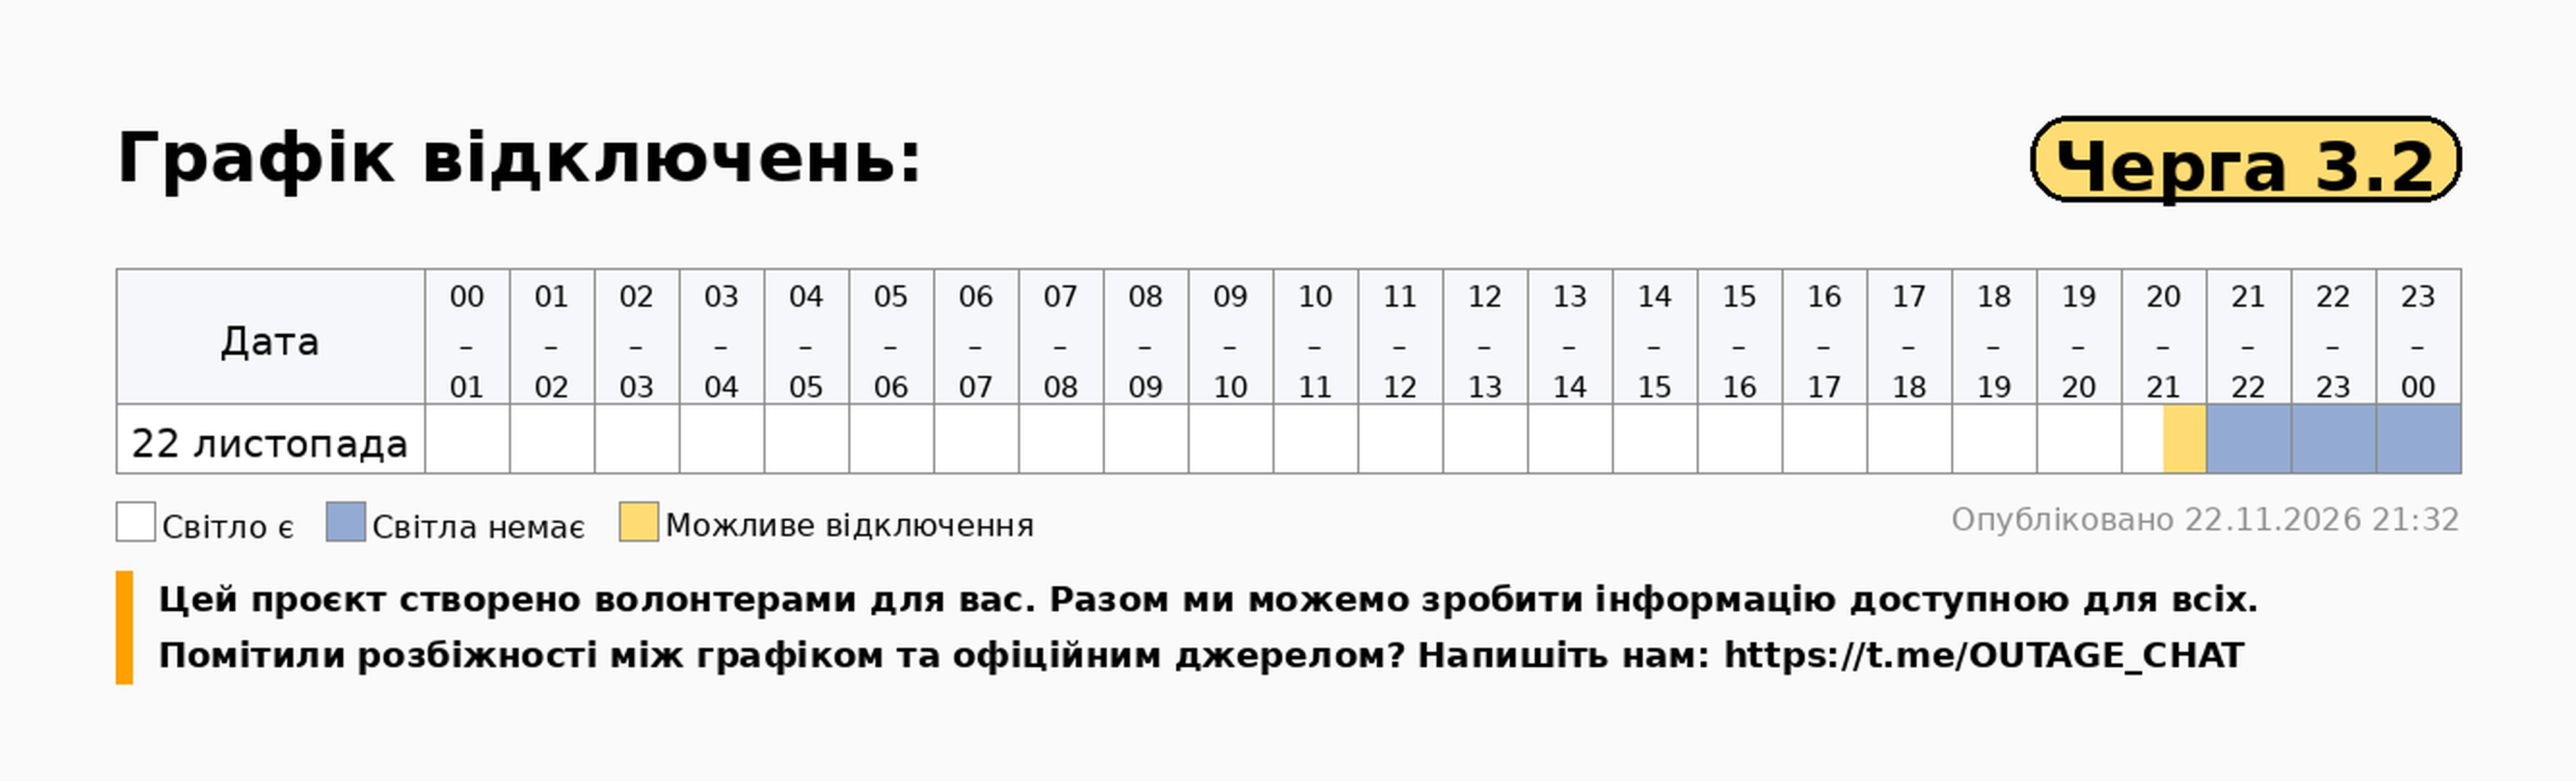 Графік відключень:
Черга 3.2
Дата
00 – 01
01 – 02
02 – 03
03 – 04
04 – 05
05 – 06
06 – 07
07 – 08
08 – 09
09 – 10
10 – 11
11 – 12
12 – 13
13 – 14
14 – 15
15 – 16
16 – 17
17 – 18
18 – 19
19 – 20
20 – 21
21 – 22
22 – 23
23 – 00
22 листопада
Світло є
Світла немає
Можливе відключення
Опубліковано 22.11.2026 21:32
Цей проєкт створено волонтерами для вас. Разом ми можемо зробити інформацію доступною для всіх.
Помітили розбіжності між графіком та офіційним джерелом? Напишіть нам: https://t.me/OUTAGE_CHAT